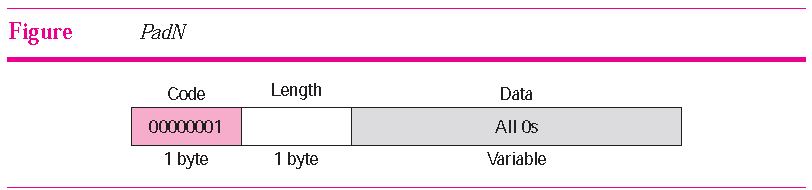 Figure PadN
Code Length Data
00000001 All 0s
1 byte 1 byte Variable